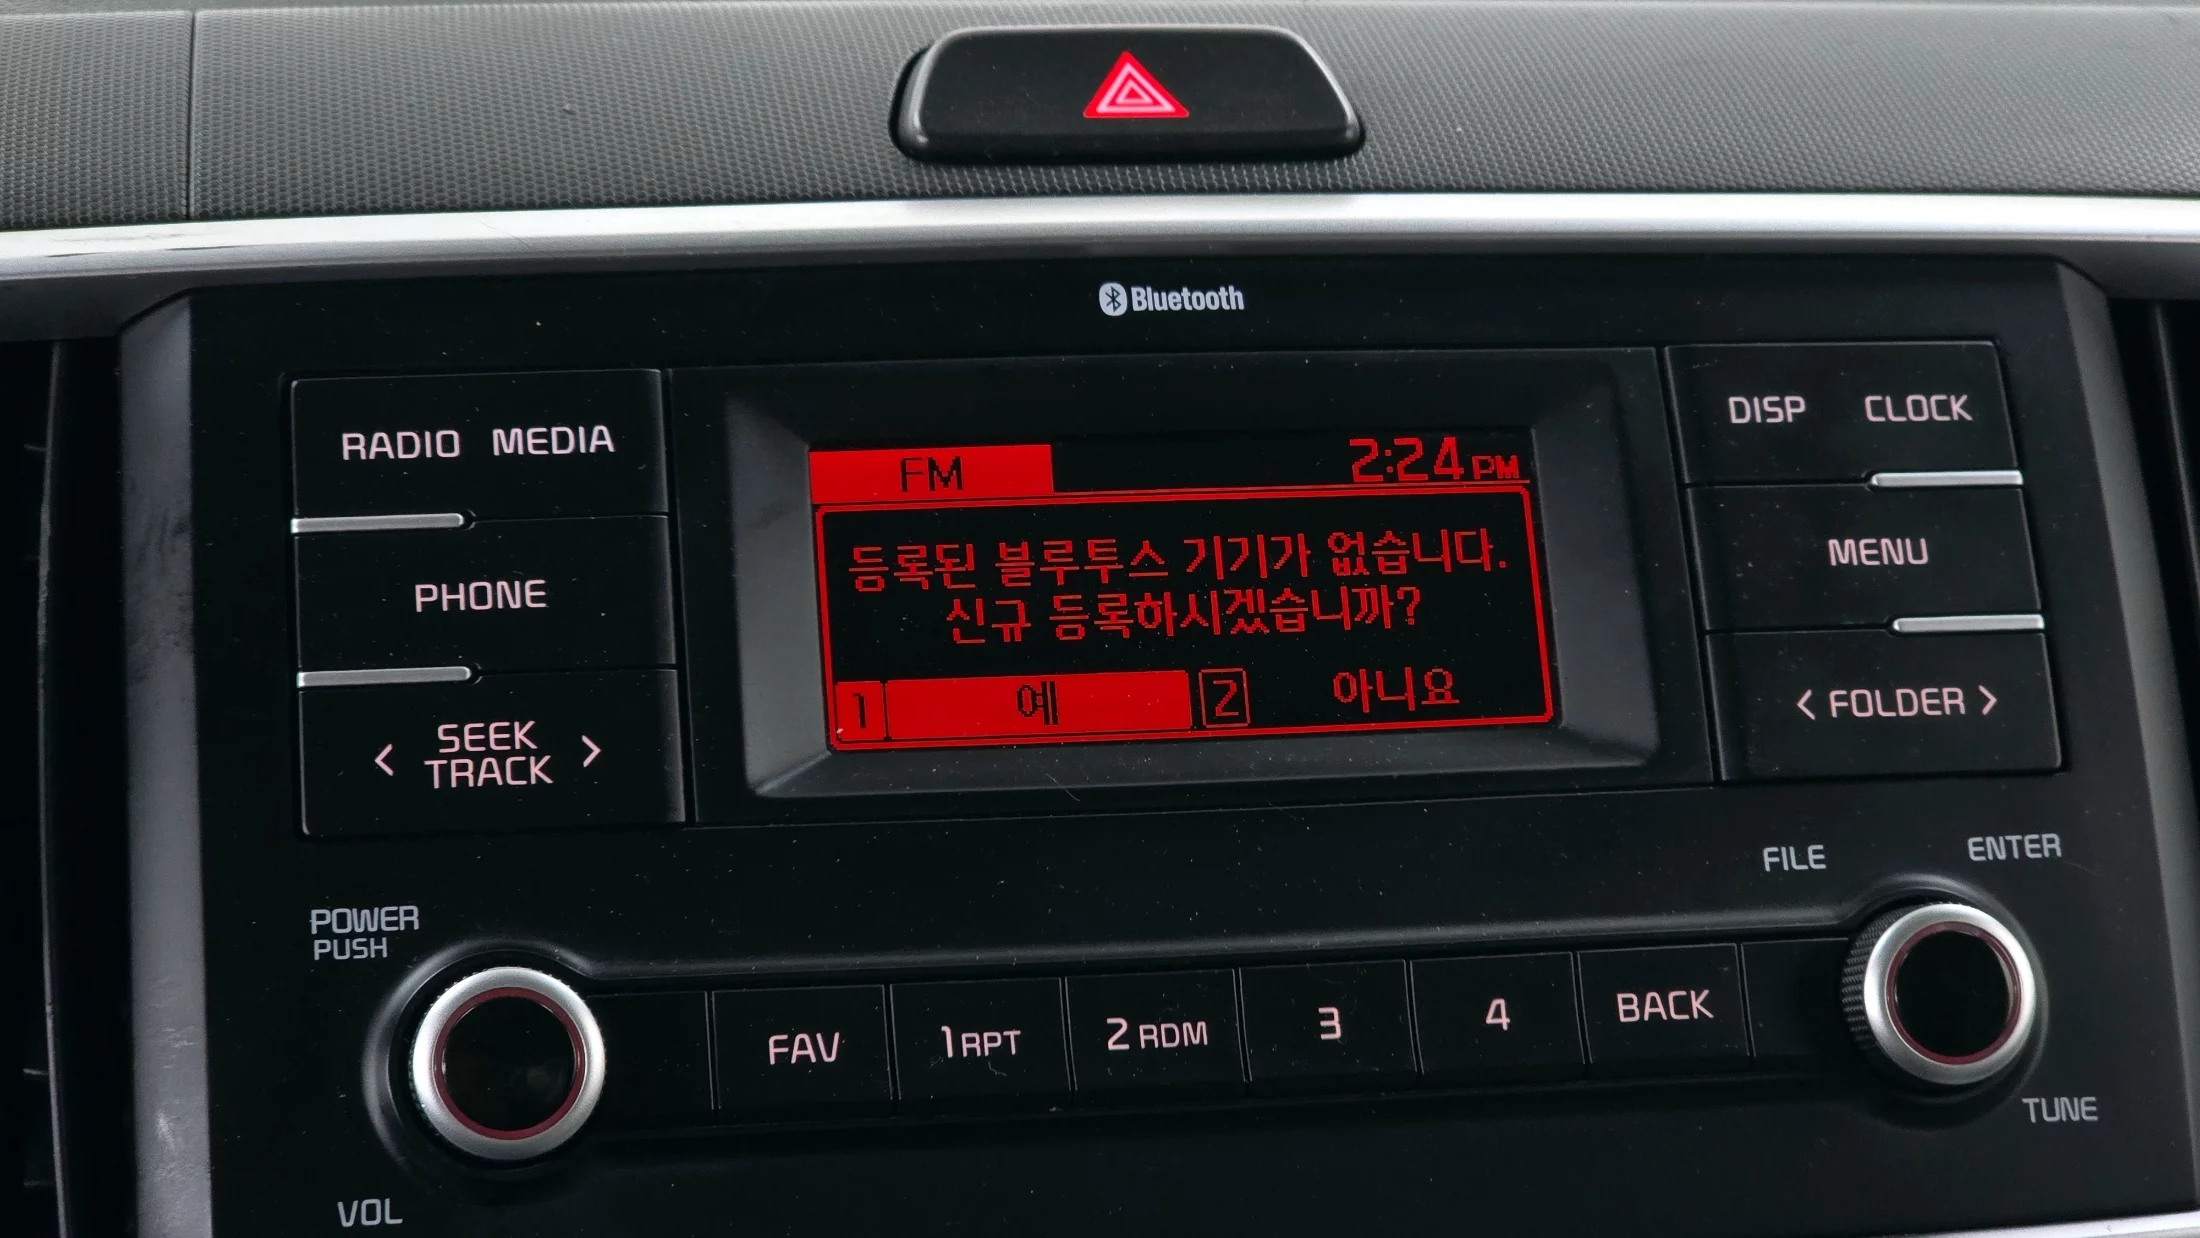 Bluetooth
RADIO MEDIA
DISP CLOCK
FM 2:24 PM
등록된 블루투스 기기가 없습니다.
신규 등록하시겠습니까?
1 예 2 아니요
PHONE
MENU
< SEEK >
TRACK
< FOLDER >
FILE ENTER
POWER
PUSH
FAV 1 RPT 2 RDM 3 4 BACK
TUNE
VOL